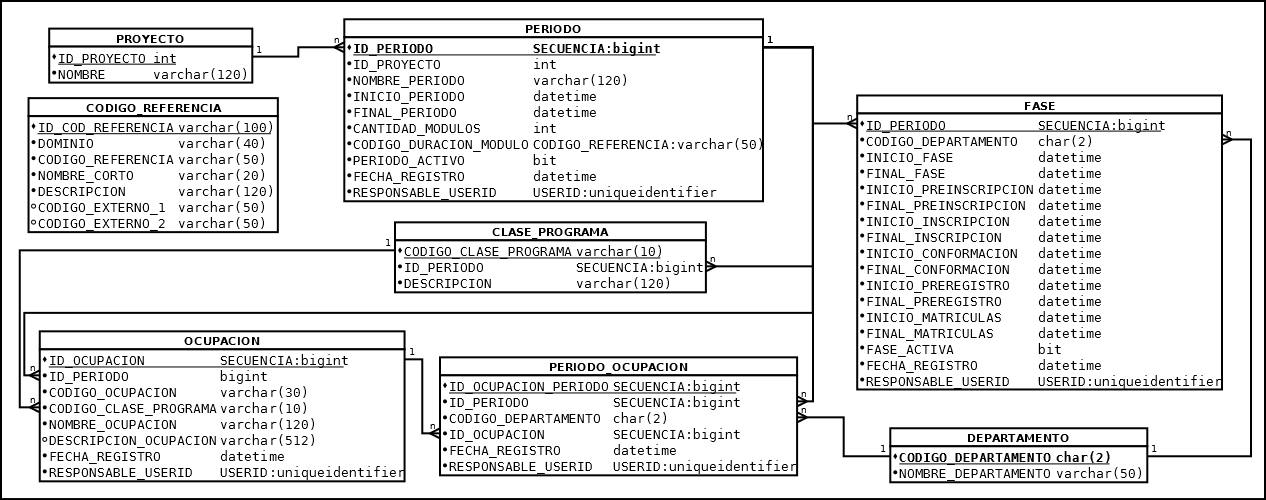 PROYECTO
ID_PROYECTO int
NOMBRE varchar(120)
1
n
PERIODO
ID_PERIODO SECUENCIA:bigint
ID_PROYECTO int
NOMBRE_PERIODO varchar(120)
INICIO_PERIODO datetime
FINAL_PERIODO datetime
CANTIDAD_MODULOS int
CODIGO_DURACION_MODULO CODIGO_REFERENCIA:varchar(50)
PERIODO_ACTIVO bit
FECHA_REGISTRO datetime
RESPONSABLE_USERID USERID:uniqueidentifier
1
CODIGO_REFERENCIA
ID_COD_REFERENCIA varchar(100)
DOMINIO varchar(40)
CODIGO_REFERENCIA varchar(50)
NOMBRE_CORTO varchar(20)
DESCRIPCION varchar(120)
CODIGO_EXTERNO_1 varchar(50)
CODIGO_EXTERNO_2 varchar(50)
n
FASE
ID_PERIODO SECUENCIA:bigint
CODIGO_DEPARTAMENTO char(2)
INICIO_FASE datetime
FINAL_FASE datetime
INICIO_PREINSCRIPCION datetime
FINAL_PREINSCRIPCION datetime
INICIO_INSCRIPCION datetime
FINAL_INSCRIPCION datetime
INICIO_CONFORMACION datetime
FINAL_CONFORMACION datetime
INICIO_PREREGISTRO datetime
FINAL_PREREGISTRO datetime
INICIO_MATRICULAS datetime
FINAL_MATRICULAS datetime
FASE_ACTIVA bit
FECHA_REGISTRO datetime
RESPONSABLE_USERID USERID:uniqueidentifier
n
1
CLASE_PROGRAMA
CODIGO_CLASE_PROGRAMA varchar(10)
ID_PERIODO SECUENCIA:bigint
DESCRIPCION varchar(120)
n
n
n
OCUPACION
ID_OCUPACION SECUENCIA:bigint
ID_PERIODO bigint
CODIGO_OCUPACION varchar(30)
CODIGO_CLASE_PROGRAMA varchar(10)
NOMBRE_OCUPACION varchar(120)
DESCRIPCION_OCUPACION varchar(512)
FECHA_REGISTRO datetime
RESPONSABLE_USERID USERID:uniqueidentifier
1
n
PERIODO_OCUPACION
ID_OCUPACION_PERIODO SECUENCIA:bigint
ID_PERIODO SECUENCIA:bigint
CODIGO_DEPARTAMENTO char(2)
ID_OCUPACION SECUENCIA:bigint
FECHA_REGISTRO datetime
RESPONSABLE_USERID USERID:uniqueidentifier
n
n
1
DEPARTAMENTO
CODIGO_DEPARTAMENTO char(2)
NOMBRE_DEPARTAMENTO varchar(50)
1